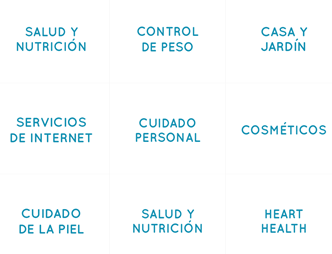 SALUD Y
NUTRICIÓN
CONTROL
DE PESO
CASA Y
JARDÍN
SERVICIOS
DE INTERNET
CUIDADO
PERSONAL
COSMÉTICOS
CUIDADO
DE LA PIEL
SALUD Y
NUTRICIÓN
HEART
HEALTH